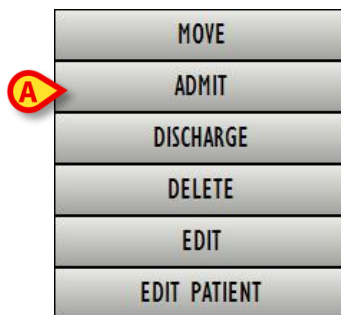 MOVE
A ADMIT
DISCHARGE
DELETE
EDIT
EDIT PATIENT